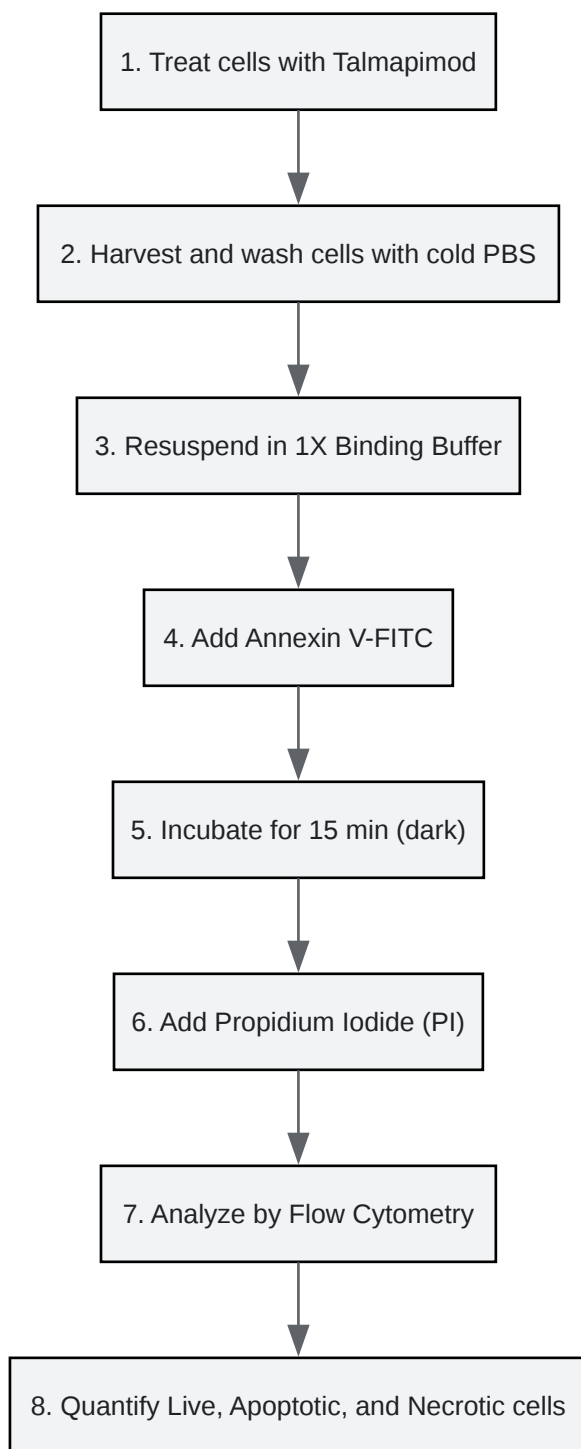 1. Treat cells with Talmapimod
2. Harvest and wash cells with cold PBS
3. Resuspend in 1X Binding Buffer
4. Add Annexin V-FITC
5. Incubate for 15 min (dark)
6. Add Propidium Iodide (PI)
7. Analyze by Flow Cytometry
8. Quantify Live, Apoptotic, and Necrotic cells